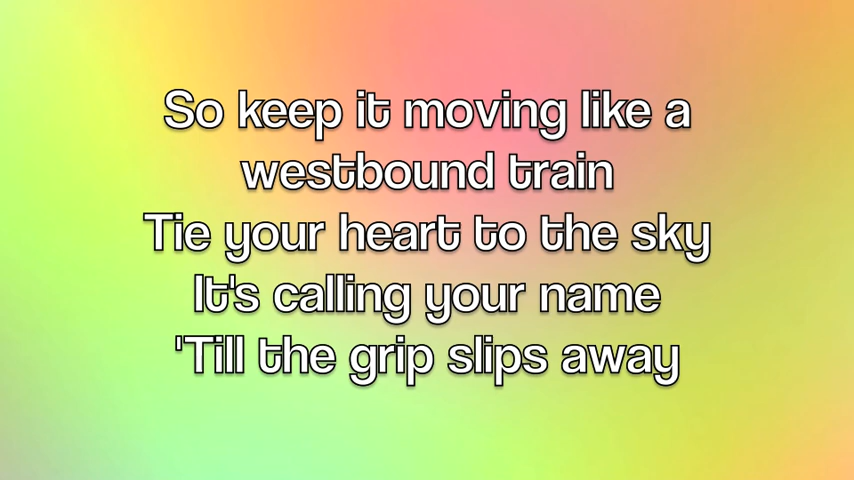 So keep it moving like a
westbound train
Tie your heart to the sky
It's calling your name
'Till the grip slips away